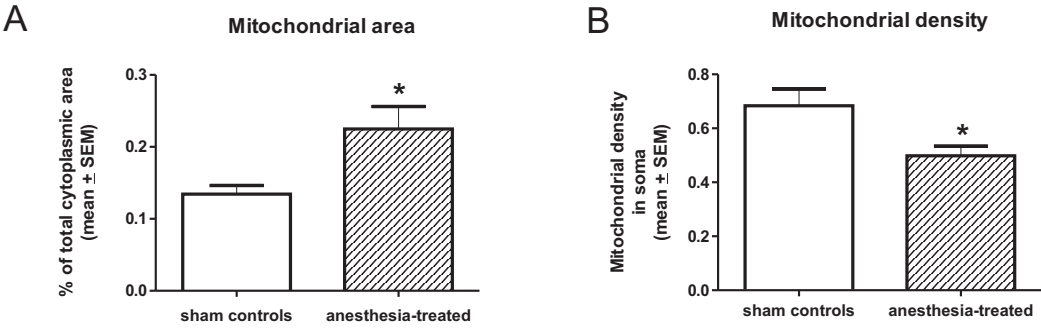 A
Mitochondrial area
% of total cytoplasmic area
(mean ± SEM)
0.3
0.2
0.1
0.0
*
sham controls
anesthesia-treated
B
Mitochondrial density
Mitochondrial density
in soma
(mean ± SEM)
0.8
0.6
0.4
0.2
0.0
*
sham controls
anesthesia-treated